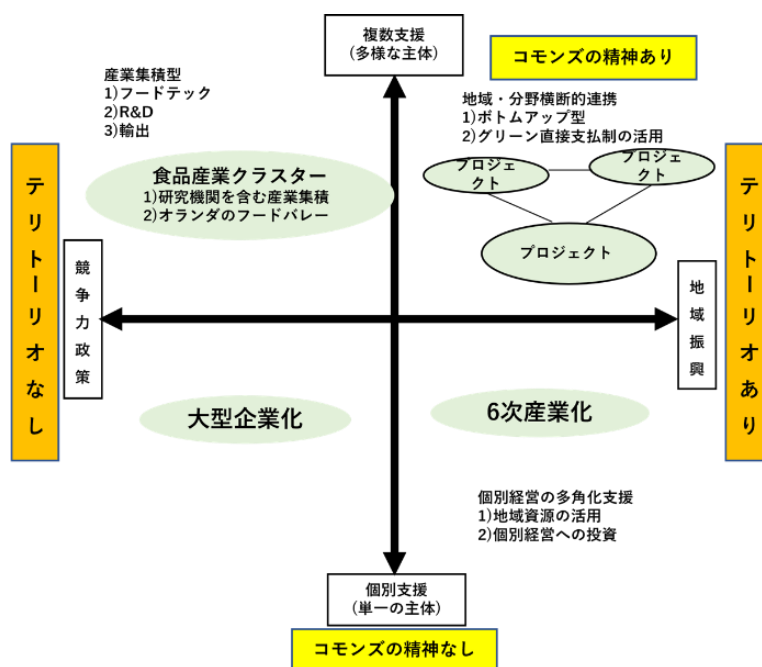 複数支援
(多様な主体)
コモンズの精神あり
産業集積型
1)フードテック
2)R&D
3)輸出
地域・分野横断的連携
1)ボトムアップ型
2)グリーン直接支払制の活用
プロジェ
クト
プロジェ
クト
プロジェクト
食品産業クラスター
1)研究機関を含む産業集積
2)オランダのフードバレー
テリトーリオなし
競争力政策
地域振興
テリトーリオあり
大型企業化
6次産業化
個別経営の多角化支援
1)地域資源の活用
2)個別経営への投資
個別支援
(単一の主体)
コモンズの精神なし